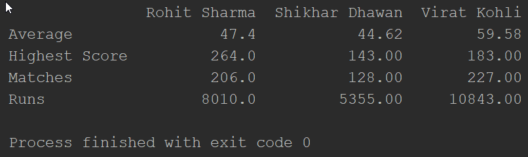 Rohit Sharma  Shikhar Dhawan  Virat Kohli
Average 47.4 44.62 59.58
Highest Score 264.0 143.00 183.00
Matches 206.0 128.00 227.00
Runs 8010.0 5355.00 10843.00
Process finished with exit code 0